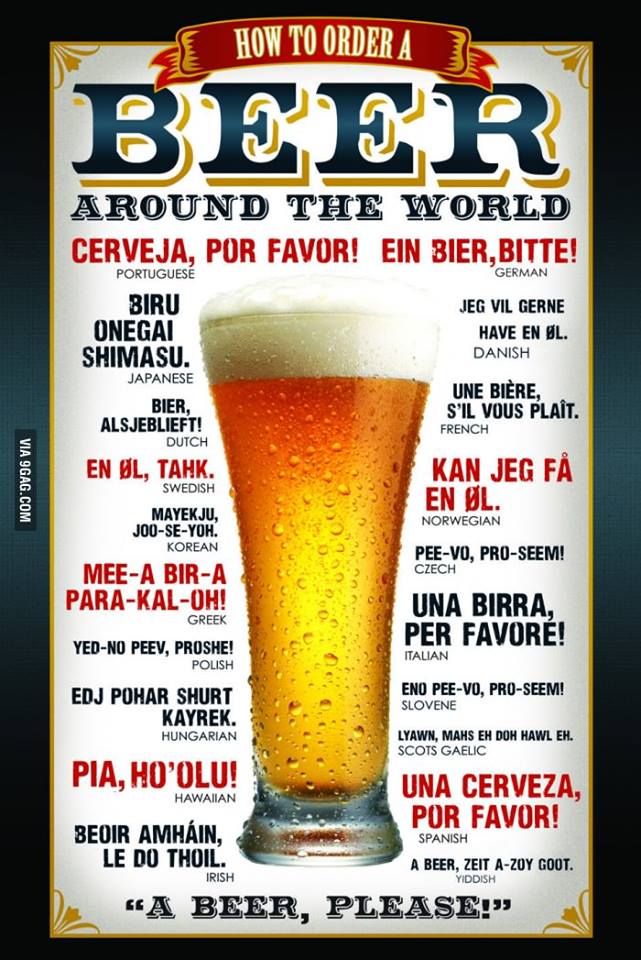 HOW TO ORDER A
BEER
AROUND THE WORLD
CERVEJA, POR FAVOR!
PORTUGUESE
EIN BIER,BITTE!
GERMAN
BIRU
ONEGAI
SHIMASU.
JAPANESE
JEG VIL GERNE
HAVE EN ØL.
DANISH
BIER,
ALSJEBLIEFT!
DUTCH
UNE BIÈRE,
S'IL VOUS PLAÎT.
FRENCH
EN ØL, TAHK.
SWEDISH
KAN JEG FÅ
EN ØL.
NORWEGIAN
MAYEKJU,
JOO-SE-YOH.
KOREAN
PEE-VO, PRO-SEEM!
CZECH
MEE-A BIR-A
PARA-KAL-OH!
GREEK
UNA BIRRA,
PER FAVORE!
ITALIAN
YED-NO PEEV, PROSHE!
POLISH
ENO PEE-VO, PRO-SEEM!
SLOVENE
EDJ POHAR SHURT
KAYREK.
HUNGARIAN
LYAWN, MAHS EH DOH HAWL EH.
SCOTS GAELIC
PIA, HO'OLU!
HAWAIIAN
UNA CERVEZA,
POR FAVOR!
SPANISH
BEOIR AMHÁIN,
LE DO THOIL.
IRISH
A BEER, ZEIT A-ZOY GOOT.
YIDDISH
"A BEER, PLEASE!"
VIA 9GAG.COM